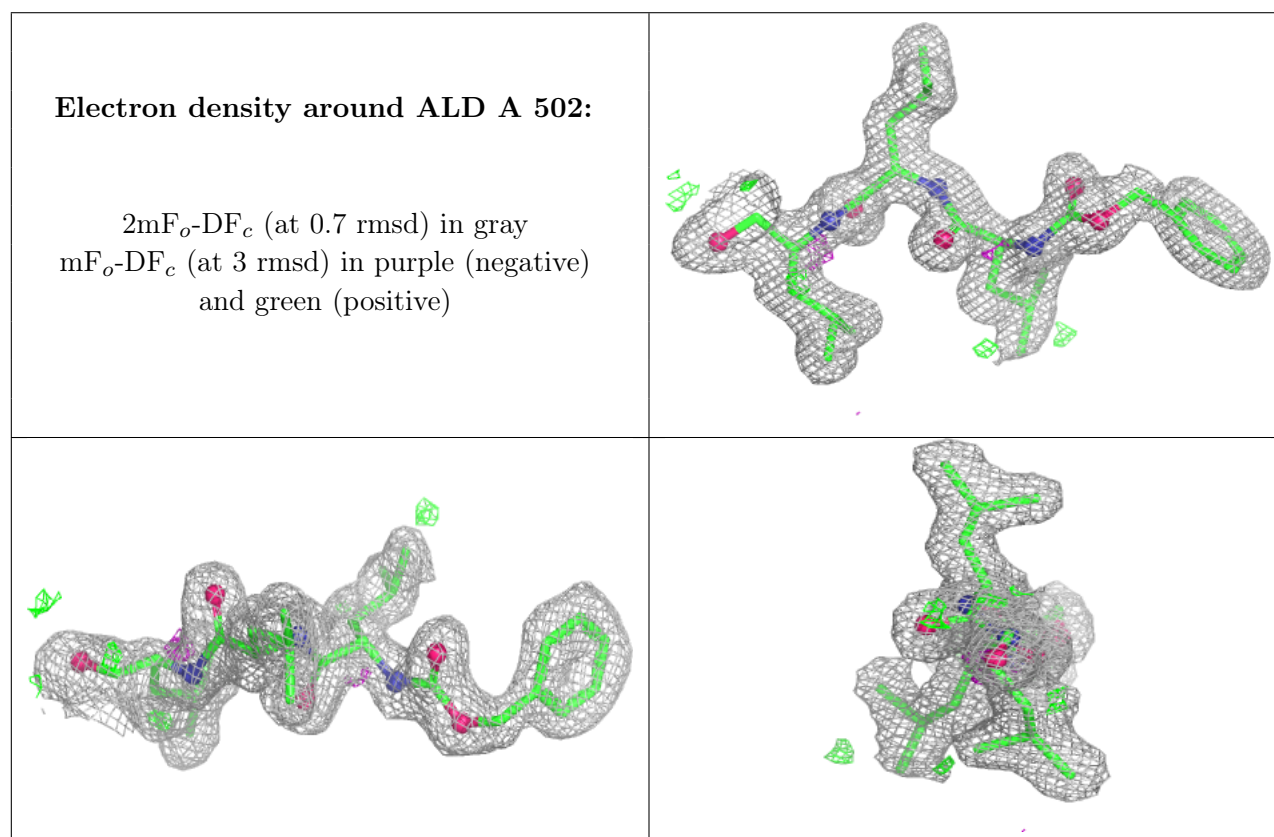 Electron density around ALD A 502:
2mFo-DFc (at 0.7 rmsd) in gray
mFo-DFc (at 3 rmsd) in purple (negative)
and green (positive)